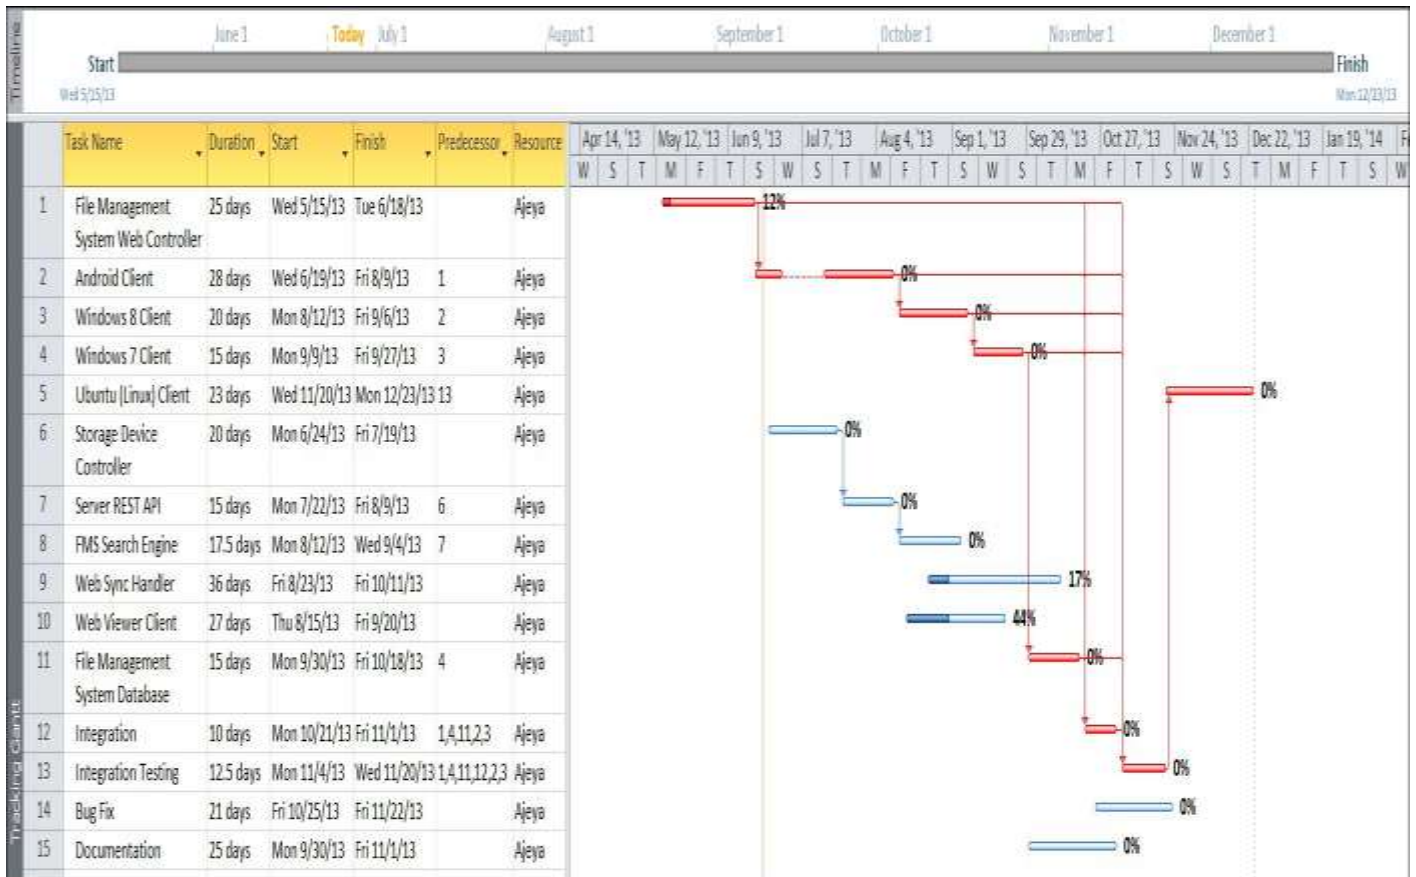 Timeline
June 1 Today July 1 August 1 September 1 October 1 November 1 December 1
Start Finish
Wed 5/15/13 Mon 12/23/13
Task Name Duration Start Finish Predecessor Resource Apr 14, '13 May 12, '13 Jun 9, '13 Jul 7, '13 Aug 4, '13 Sep 1, '13 Sep 29, '13 Oct 27, '13 Nov 24, '13 Dec 22, '13 Jan 19, '14
W S T M F T S W S T M F T S W S T M F T S W S T M F T S W
1 File Management 25 days Wed 5/15/13 Tue 6/18/13 Ajeya 12%
System Web Controller
2 Android Client 28 days Wed 6/19/13 Fri 8/9/13 1 Ajeya 0%
3 Windows 8 Client 20 days Mon 8/12/13 Fri 9/6/13 2 Ajeya 0%
4 Windows 7 Client 15 days Mon 9/9/13 Fri 9/27/13 3 Ajeya 0%
5 Ubuntu (Linux) Client 23 days Wed 11/20/13 Mon 12/23/13 13 Ajeya 0%
6 Storage Device 20 days Mon 6/24/13 Fri 7/19/13 Ajeya 0%
Controller
7 Server REST API 15 days Mon 7/22/13 Fri 8/9/13 6 Ajeya 0%
8 FMS Search Engine 17.5 days Mon 8/12/13 Wed 9/4/13 7 Ajeya 0%
9 Web Sync Handler 36 days Fri 8/23/13 Fri 10/11/13 Ajeya 17%
10 Web Viewer Client 27 days Thu 8/15/13 Fri 9/20/13 Ajeya 44%
11 File Management 15 days Mon 9/30/13 Fri 10/18/13 4 Ajeya 0%
System Database
12 Integration 10 days Mon 10/21/13 Fri 11/1/13 1,4,11,2,3 Ajeya 0%
13 Integration Testing 12.5 days Mon 11/4/13 Wed 11/20/13 1,4,11,12,2,3 Ajeya 0%
14 Bug Fix 21 days Fri 10/25/13 Fri 11/22/13 Ajeya 0%
15 Documentation 25 days Mon 9/30/13 Fri 11/1/13 Ajeya 0%
Tracking Gantt